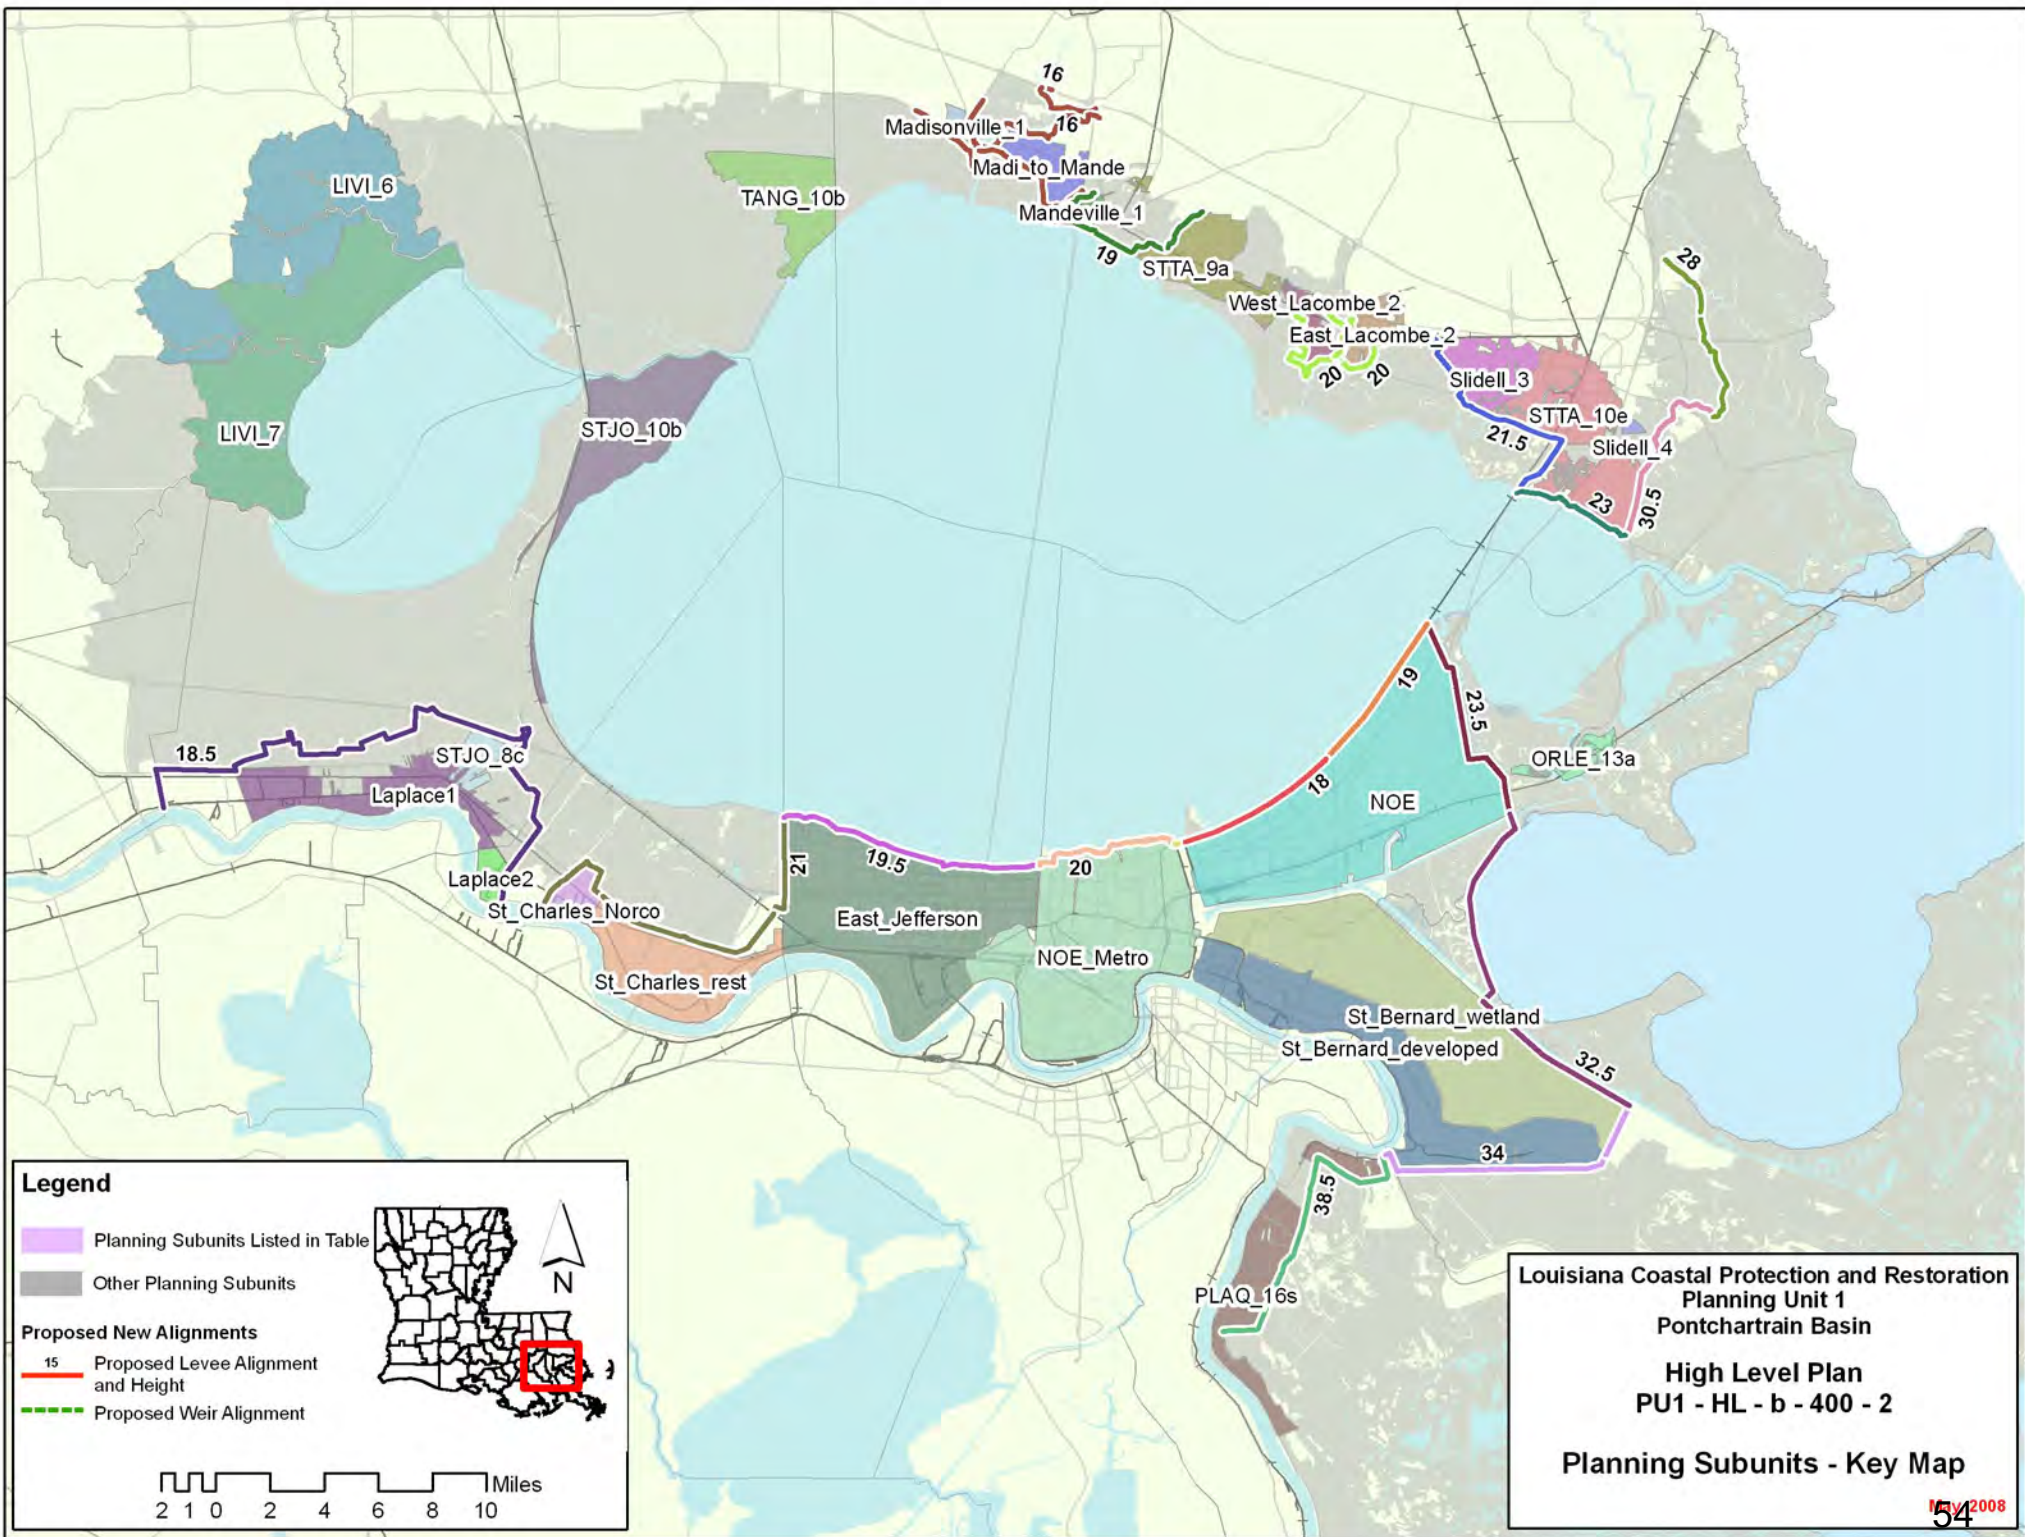 16
Madisonville_1
16
Madi_to_Mande
LIVI_6
TANG_10b
Mandeville_1
19
STTA_9a
28
West_Lacombe_2
East_Lacombe_2
20
20
Slidell_3
STTA_10e
21.5
Slidell_4
LIVI_7
STJO_10b
23
30.5
19
23.5
18.5
STJO_8c
ORLE_13a
Laplace1
18
NOE
21
19.5
20
Laplace2
St_Charles_Norco
East_Jefferson
NOE_Metro
St_Charles_rest
St_Bernard_wetland
St_Bernard_developed
32.5
34
38.5
PLAQ_16s
Legend
Planning Subunits Listed in Table
Other Planning Subunits
Proposed New Alignments
15
Proposed Levee Alignment
and Height
Proposed Weir Alignment
N
Miles
2 1 0 2 4 6 8 10
Louisiana Coastal Protection and Restoration
Planning Unit 1
Pontchartrain Basin
High Level Plan
PU1 - HL - b - 400 - 2
Planning Subunits - Key Map
May 2008
54